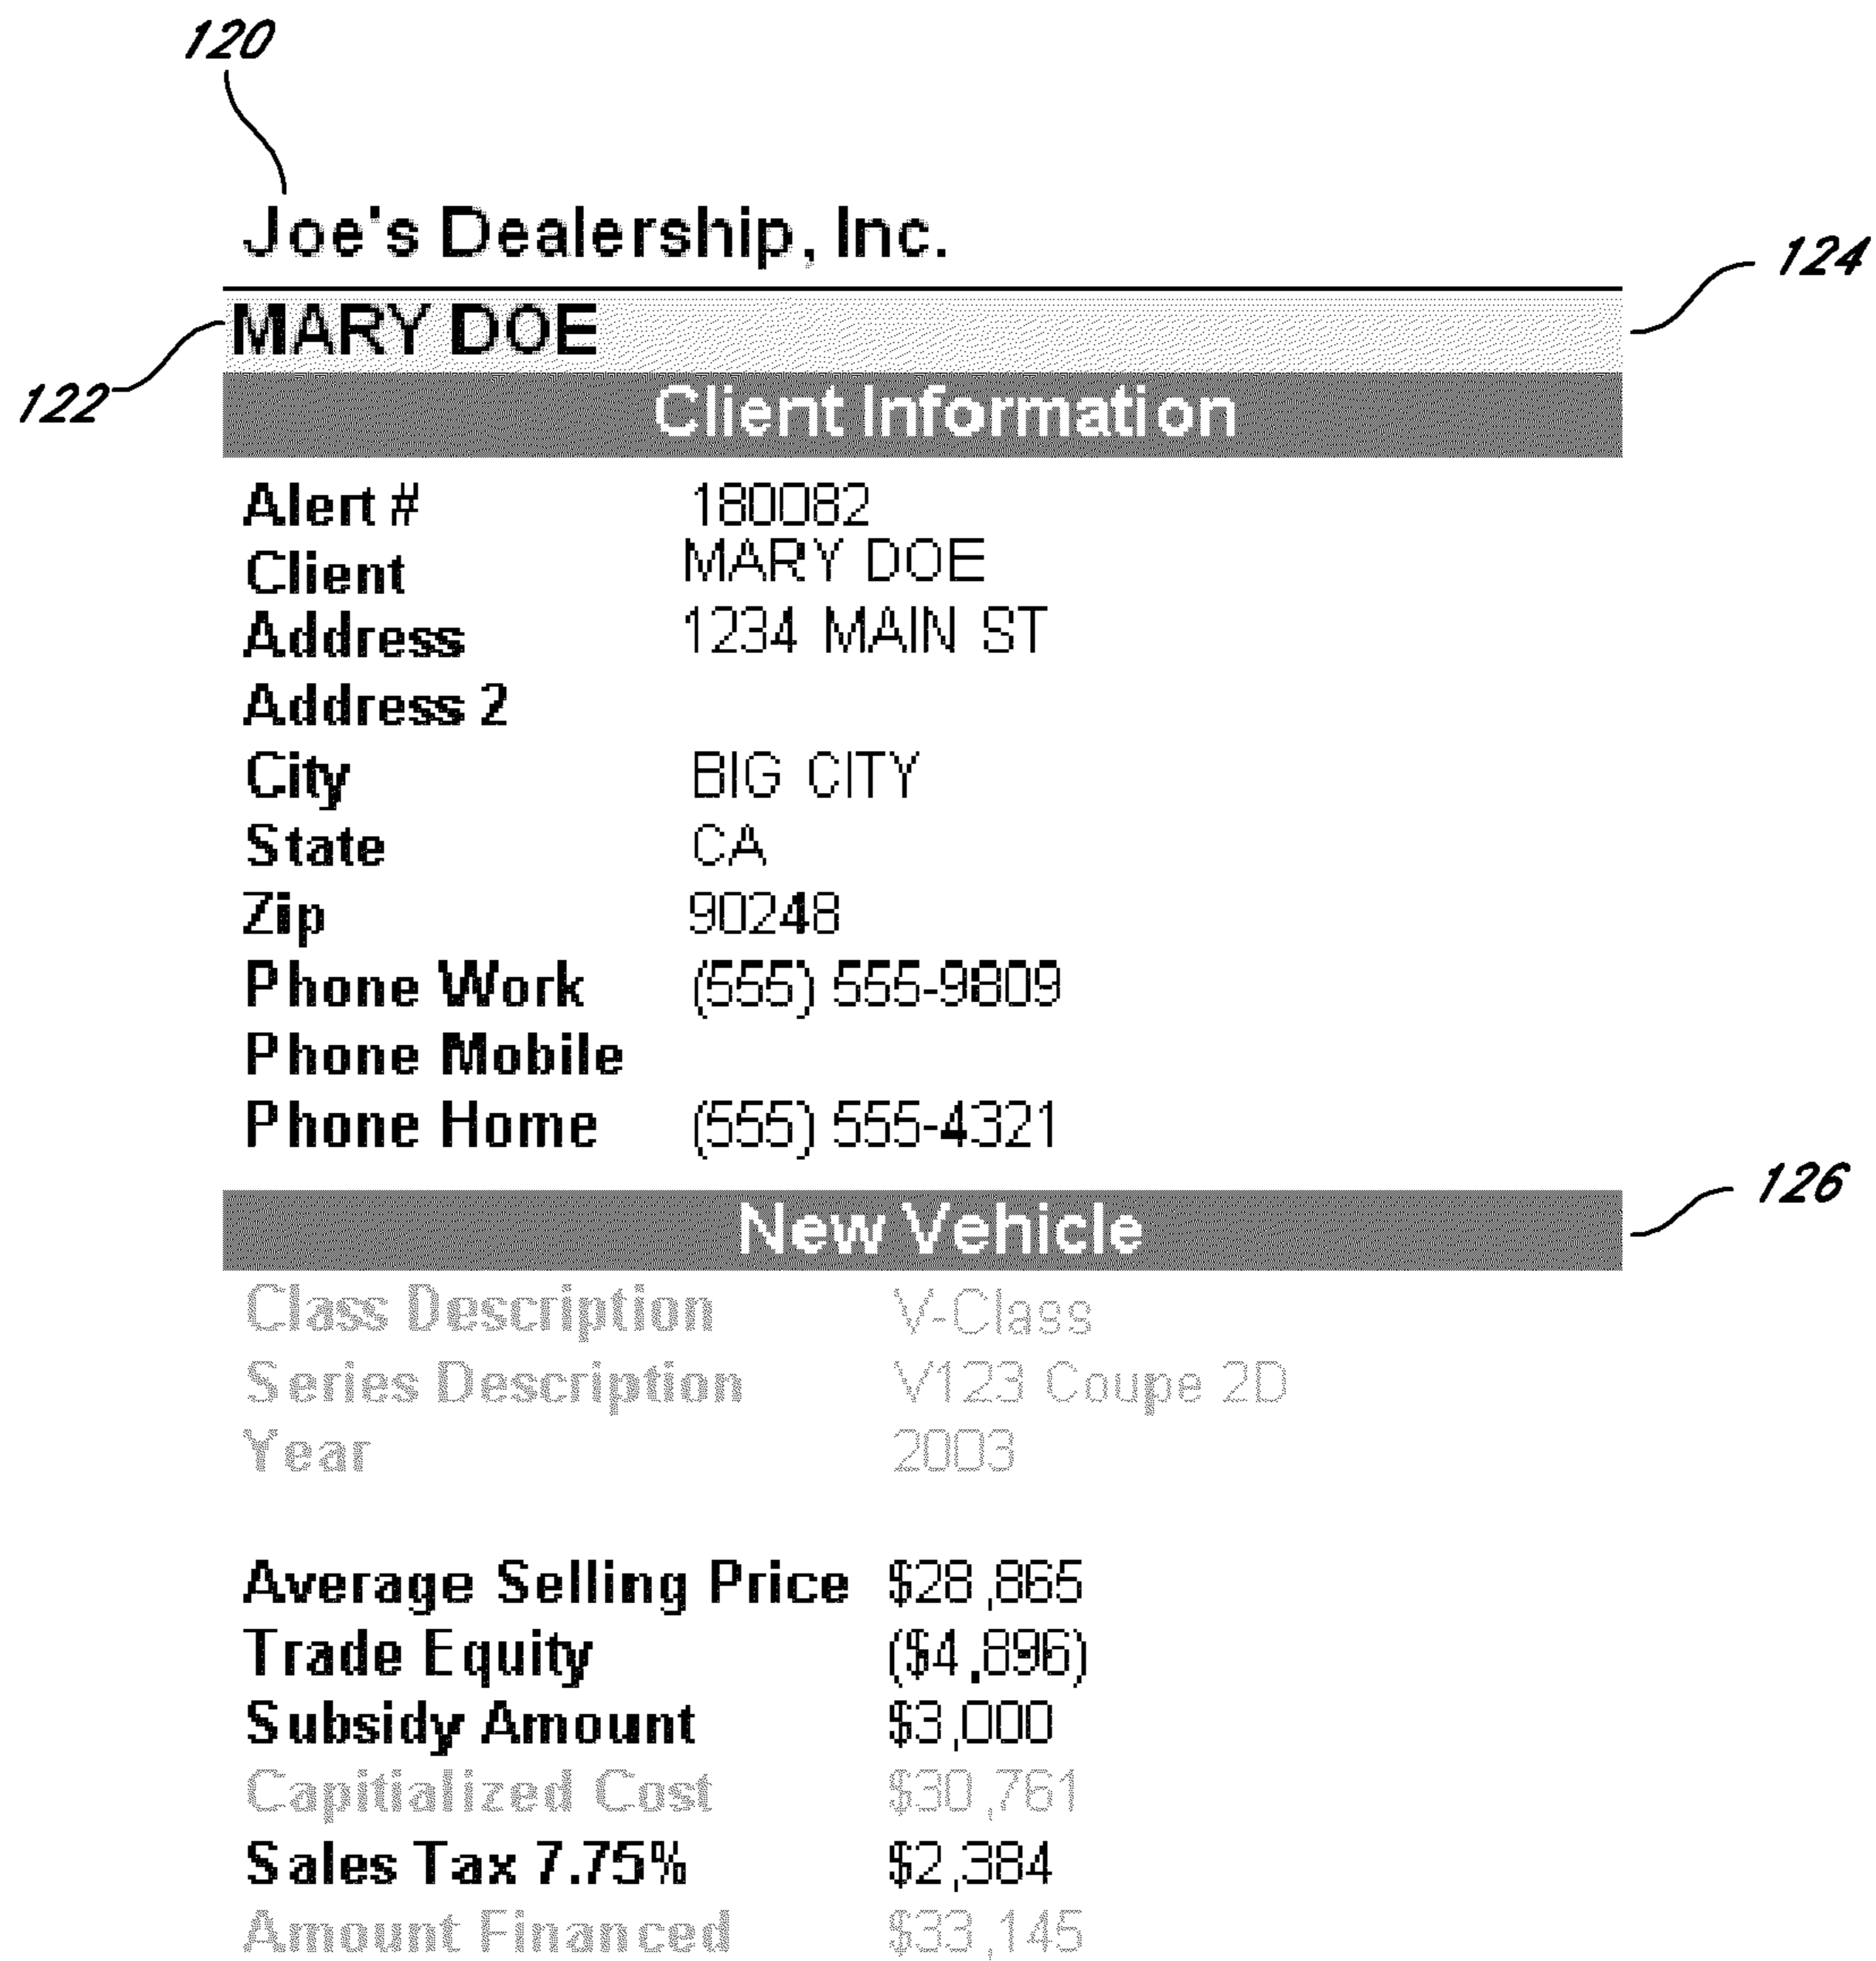 120
Joe's Dealership, Inc.
124
MARY DOE
122
Client Information
Alert # 180082
Client MARY DOE
Address 1234 MAIN ST
Address 2
City BIG CITY
State CA
Zip 90248
Phone Work (555) 555-9809
Phone Mobile
Phone Home (555) 555-4321
126
New Vehicle
Class Description V-Class
Series Description V123 Coupe 2D
Year 2003
Average Selling Price $28,865
Trade Equity ($4,896)
Subsidy Amount $3,000
Capitialized Cost $30,761
Sales Tax 7.75% $2,384
Amount Financed $33,145